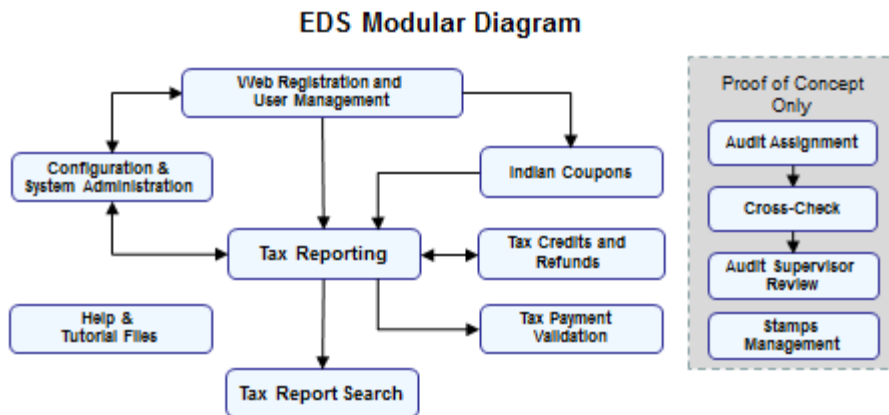 EDS Modular Diagram
Web Registration and
User Management
Proof of Concept
Only
Audit Assignment
Configuration &
System Administration
Indian Coupons
Cross-Check
Tax Reporting
Tax Credits and
Refunds
Audit Supervisor
Review
Help &
Tutorial Files
Tax Payment
Validation
Stamps
Management
Tax Report Search